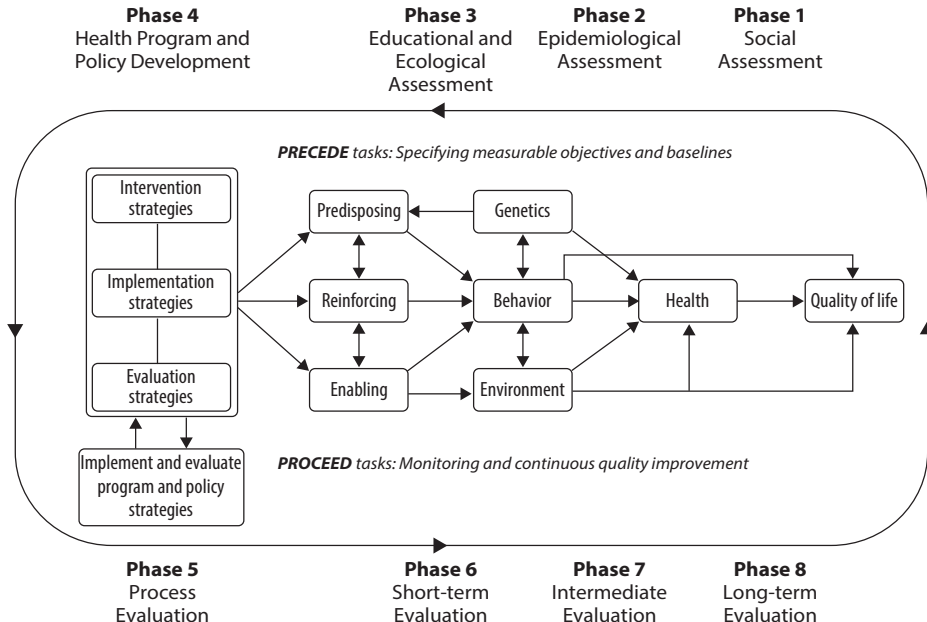 Phase 4
Health Program and
Policy Development
Phase 3
Educational and
Ecological
Assessment
Phase 2
Epidemiological
Assessment
Phase 1
Social
Assessment
PRECEDE tasks: Specifying measurable objectives and baselines
Intervention
strategies
Implementation
strategies
Evaluation
strategies
Implement and evaluate
program and policy
strategies
Predisposing
Reinforcing
Enabling
Genetics
Behavior
Environment
Health
Quality of life
PROCEED tasks: Monitoring and continuous quality improvement
Phase 5
Process
Evaluation
Phase 6
Short-term
Evaluation
Phase 7
Intermediate
Evaluation
Phase 8
Long-term
Evaluation